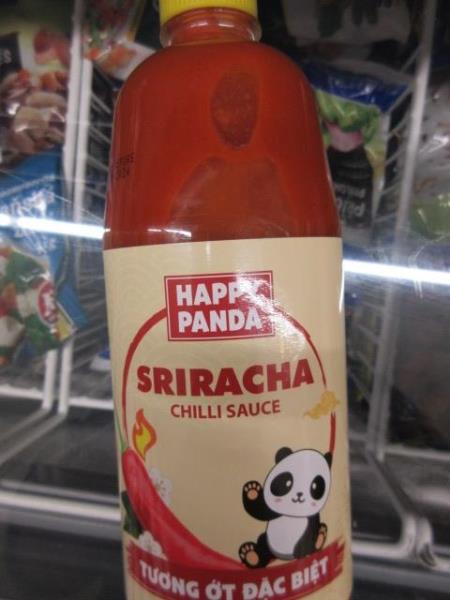 HAPPY
PANDA
SRIRACHA
CHILLI SAUCE
TƯƠNG ỚT ĐẶC BIỆT